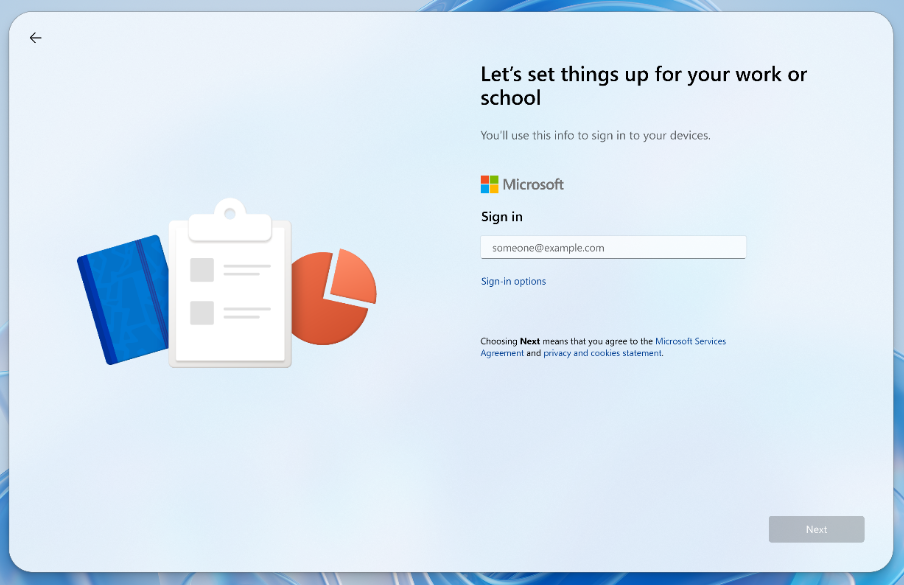 Let’s set things up for your work or
school
You'll use this info to sign in to your devices.
Microsoft
Sign in
someone@example.com
Sign-in options
Choosing Next means that you agree to the Microsoft Services
Agreement and privacy and cookies statement.
Next